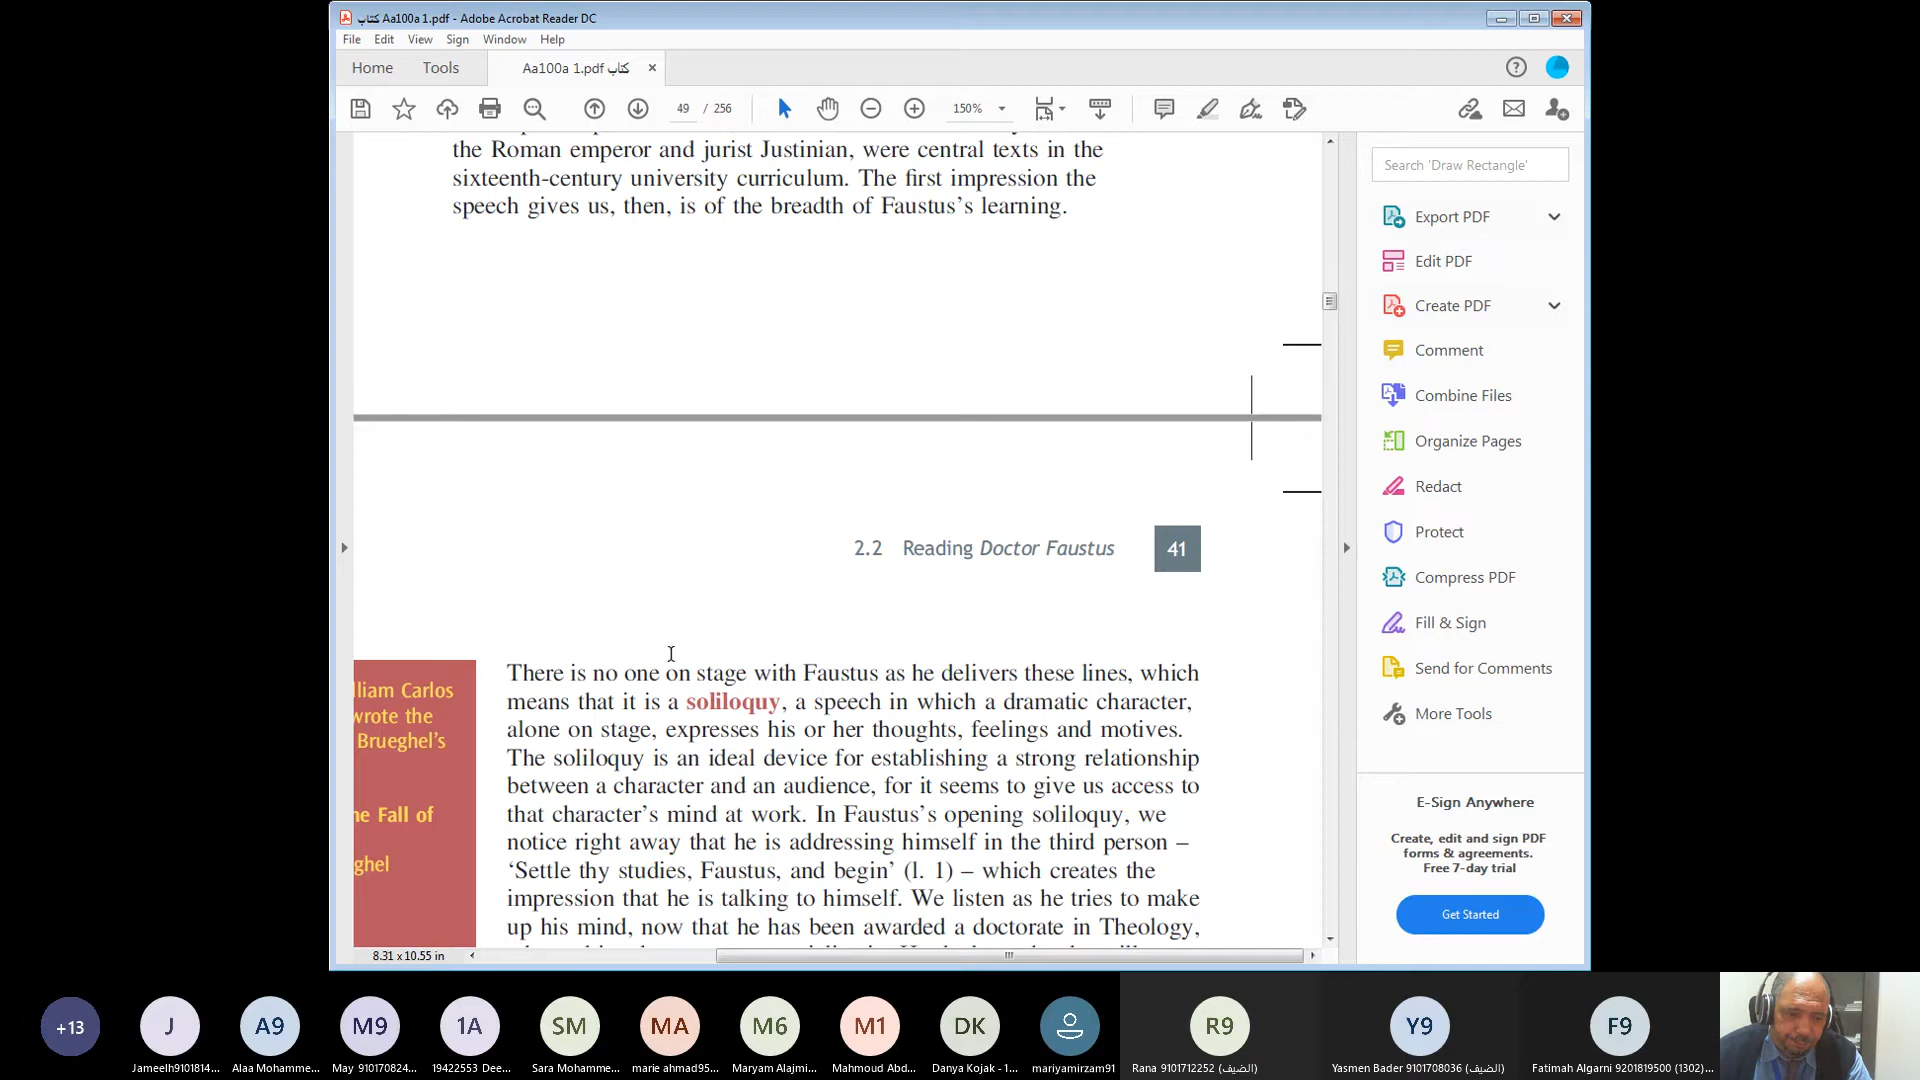 كتاب Aa100a 1.pdf - Adobe Acrobat Reader DC
File Edit View Sign Window Help
Home Tools كتاب Aa100a 1.pdf
49 / 256 150%
the Roman emperor and jurist Justinian, were central texts in the
sixteenth-century university curriculum. The first impression the
speech gives us, then, is of the breadth of Faustus's learning.
2.2 Reading Doctor Faustus 41
lliam Carlos
wrote the
Brueghel's
he Fall of
ghel
There is no one on stage with Faustus as he delivers these lines, which
means that it is a soliloquy, a speech in which a dramatic character,
alone on stage, expresses his or her thoughts, feelings and motives.
The soliloquy is an ideal device for establishing a strong relationship
between a character and an audience, for it seems to give us access to
that character's mind at work. In Faustus's opening soliloquy, we
notice right away that he is addressing himself in the third person –
'Settle thy studies, Faustus, and begin' (l. 1) – which creates the
impression that he is talking to himself. We listen as he tries to make
up his mind, now that he has been awarded a doctorate in Theology,
8.31 x 10.55 in
Search 'Draw Rectangle'
Export PDF
Edit PDF
Create PDF
Comment
Combine Files
Organize Pages
Redact
Protect
Compress PDF
Fill & Sign
Send for Comments
More Tools
E-Sign Anywhere
Create, edit and sign PDF
forms & agreements.
Free 7-day trial
Get Started
+13 J A9 M9 1A SM MA M6 M1 DK R9 Y9 F9
Jameelh9101814... Alaa Mohamme... May 910170824... 19422553 Dee... Sara Mohamme... marie ahmad95... Maryam Alajmi... Mahmoud Abd... Danya Kojak - 1... mariyamirzam91 Rana 9101712252 (الضيف) Yasmen Bader 9101708036 (الضيف) Fatimah Algarni 9201819500 (1302)...